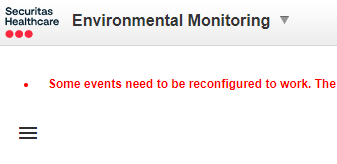 Securitas
Healthcare
Environmental Monitoring
Some events need to be reconfigured to work. The